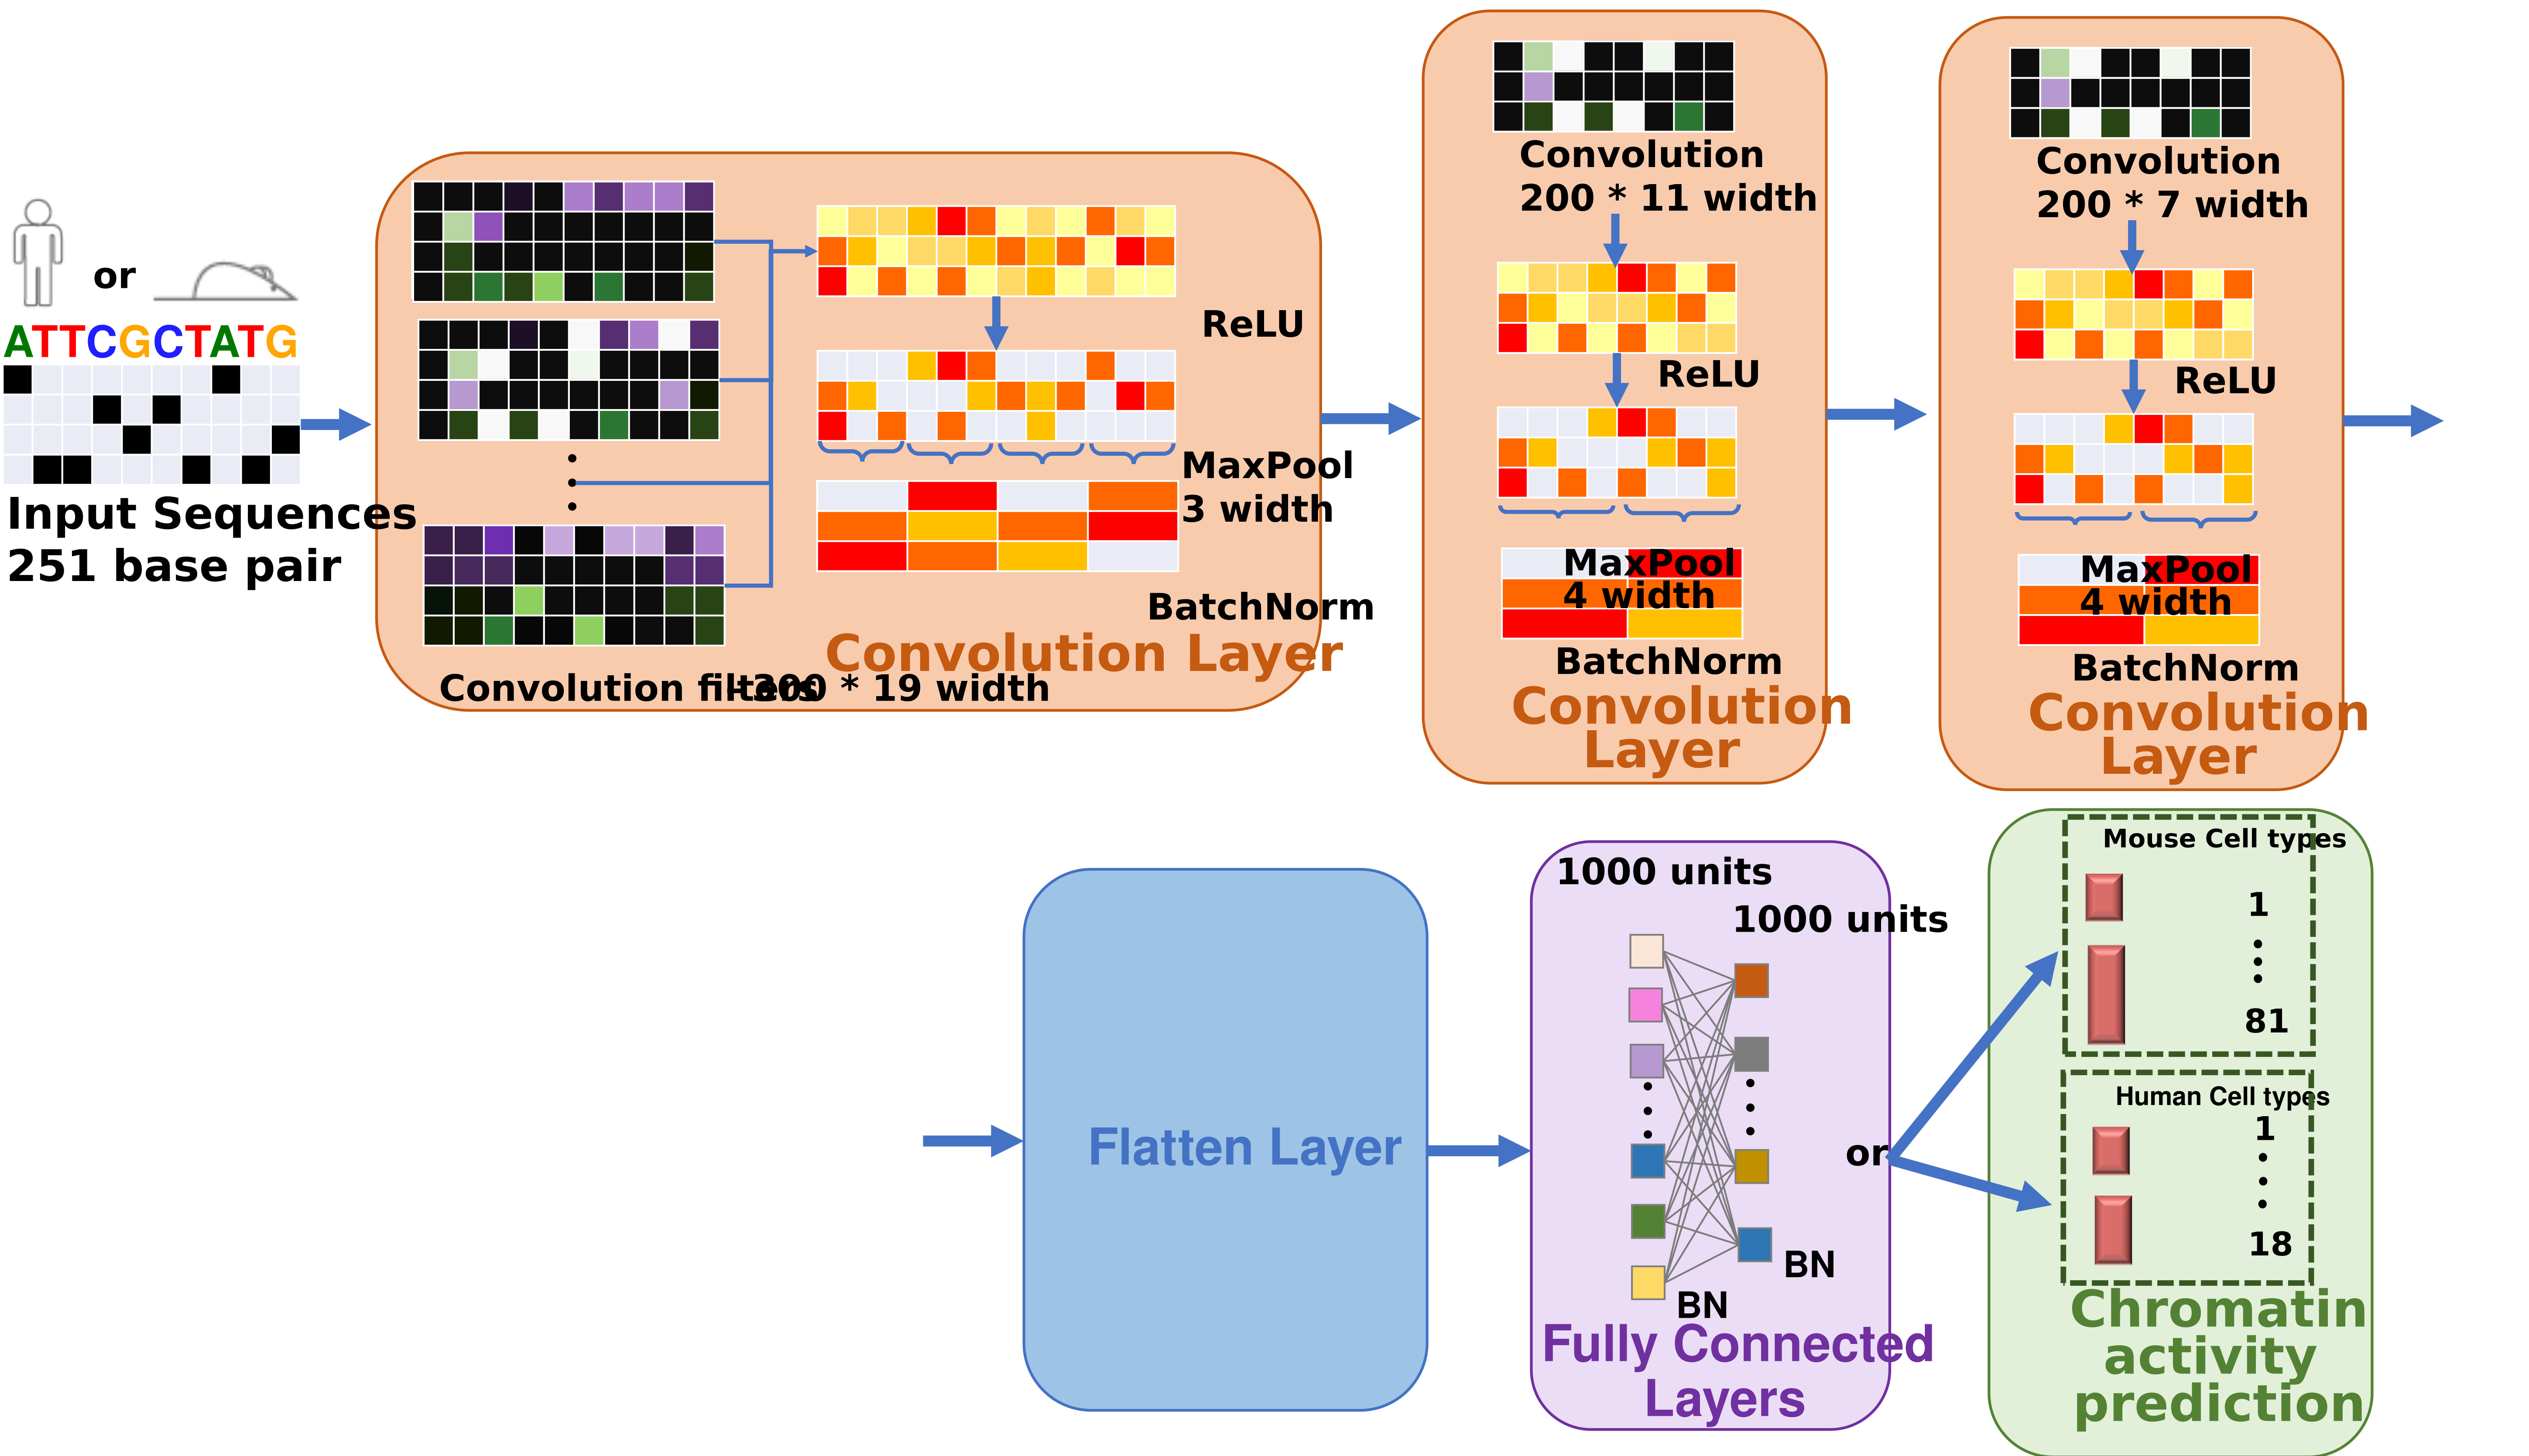 or
ATTCGCTATG
Input Sequences
251 base pair
ReLU
MaxPool
3 width
BatchNorm
Convolution Layer
Convolution filters - 300 * 19 width
Convolution
200 * 11 width
ReLU
MaxPool
4 width
BatchNorm
Convolution
Layer
Convolution
200 * 7 width
ReLU
MaxPool
4 width
BatchNorm
Convolution
Layer
Flatten Layer
1000 units
1000 units
BN
BN
Fully Connected
Layers
or
Mouse Cell types
1
81
Human Cell types
1
18
Chromatin
activity
prediction